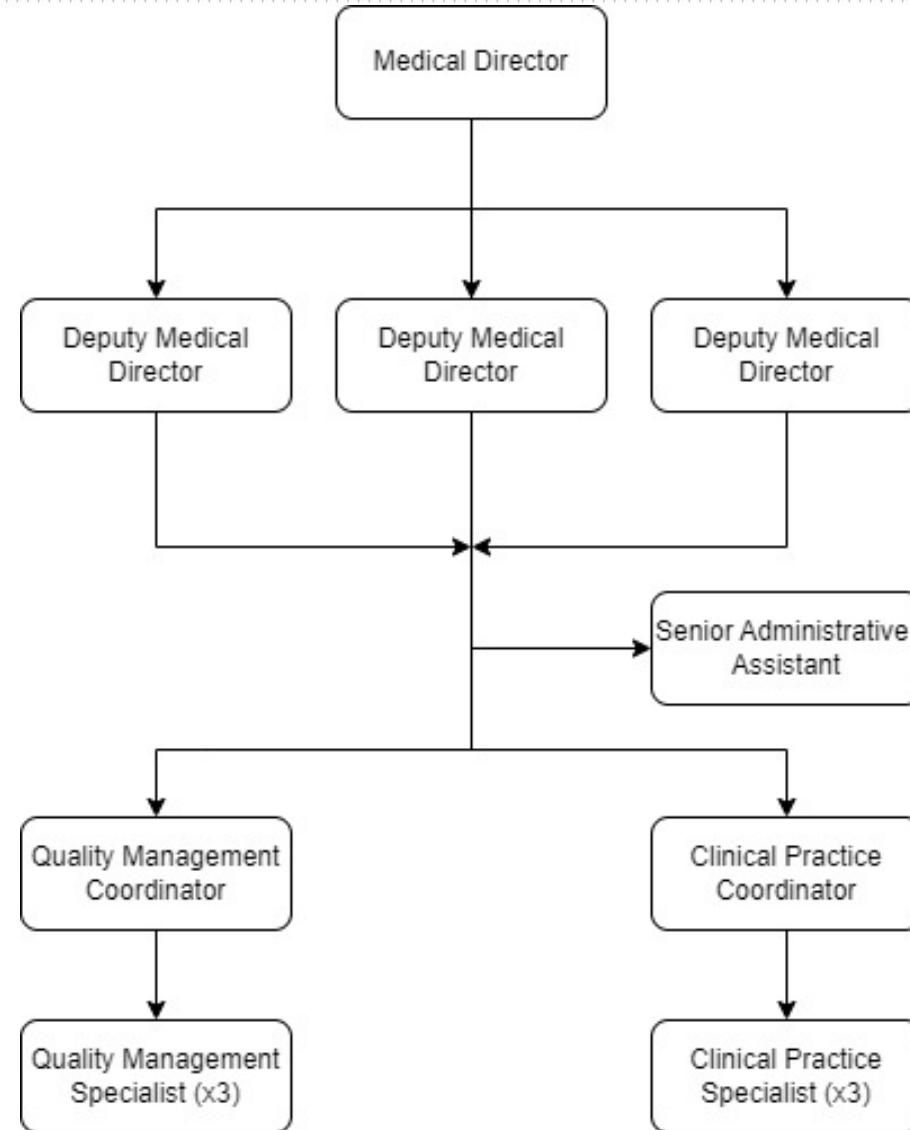 Medical Director
Deputy Medical
Director
Deputy Medical
Director
Deputy Medical
Director
Senior Administrative
Assistant
Quality Management
Coordinator
Clinical Practice
Coordinator
Quality Management
Specialist (x3)
Clinical Practice
Specialist (x3)